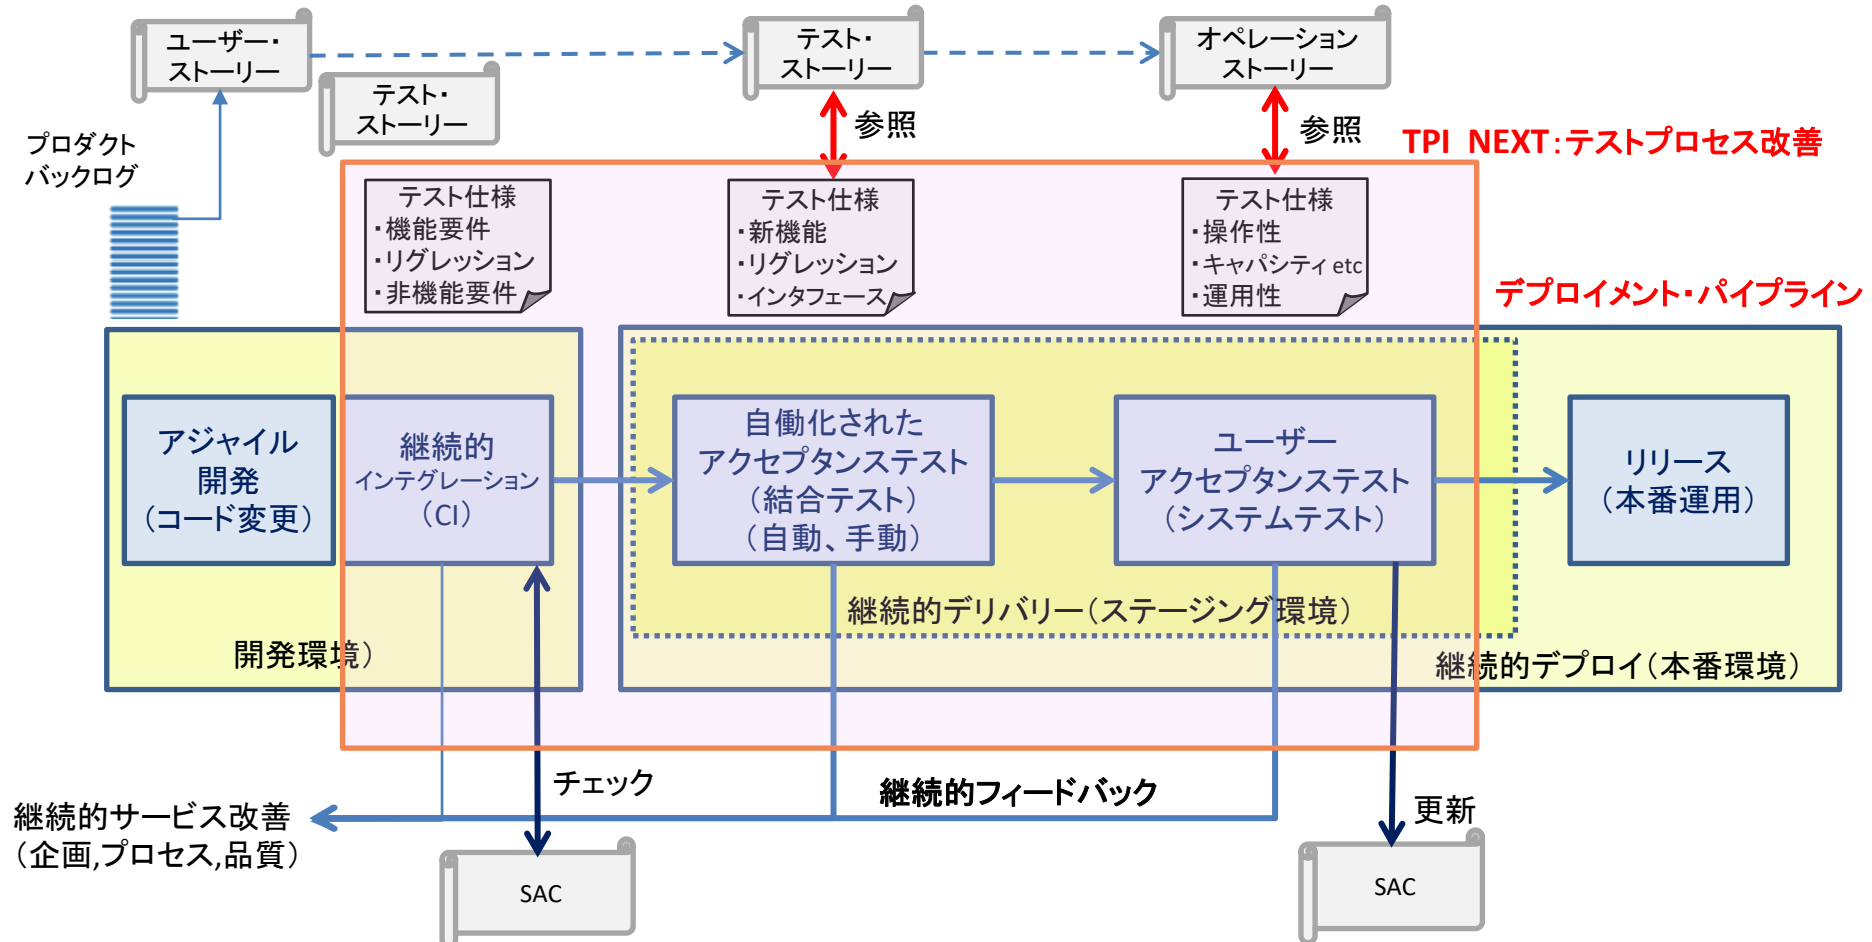 ユーザー・
ストーリー
テスト・
ストーリー
テスト・
ストーリー
オペレーション
ストーリー
参照
参照
TPI NEXT：テストプロセス改善
プロダクト
バックログ
テスト仕様
・機能要件
・リグレッション
・非機能要件
テスト仕様
・新機能
・リグレッション
・インタフェース
テスト仕様
・操作性
・キャパシティ etc
・運用性
デプロイメント・パイプライン
アジャイル
開発
（コード変更）
継続的
インテグレーション
（CI）
自働化された
アクセプタンステスト
（結合テスト）
（自動、手動）
ユーザー
アクセプタンステスト
（システムテスト）
リリース
（本番運用）
継続的デリバリー（ステージング環境）
開発環境）
継続的デプロイ（本番環境）
チェック
継続的フィードバック
更新
継続的サービス改善
（企画,プロセス,品質）
SAC
SAC